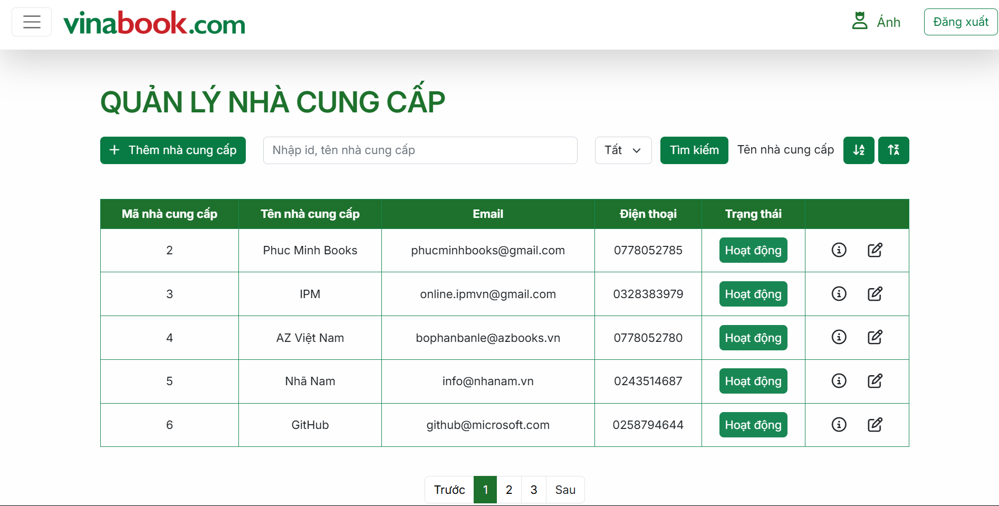 vinabook.com
Ánh
Đăng xuất
QUẢN LÝ NHÀ CUNG CẤP
Thêm nhà cung cấp
Nhập id, tên nhà cung cấp
Tất
Tìm kiếm
Tên nhà cung cấp
Mã nhà cung cấp Tên nhà cung cấp Email Điện thoại Trạng thái
2 Phuc Minh Books phucminhbooks@gmail.com 0778052785 Hoạt động
3 IPM online.ipmvn@gmail.com 0328383979 Hoạt động
4 AZ Việt Nam bophanbanle@azbooks.vn 0778052780 Hoạt động
5 Nhã Nam info@nhanam.vn 0243514687 Hoạt động
6 GitHub github@microsoft.com 0258794644 Hoạt động
Trước 1 2 3 Sau